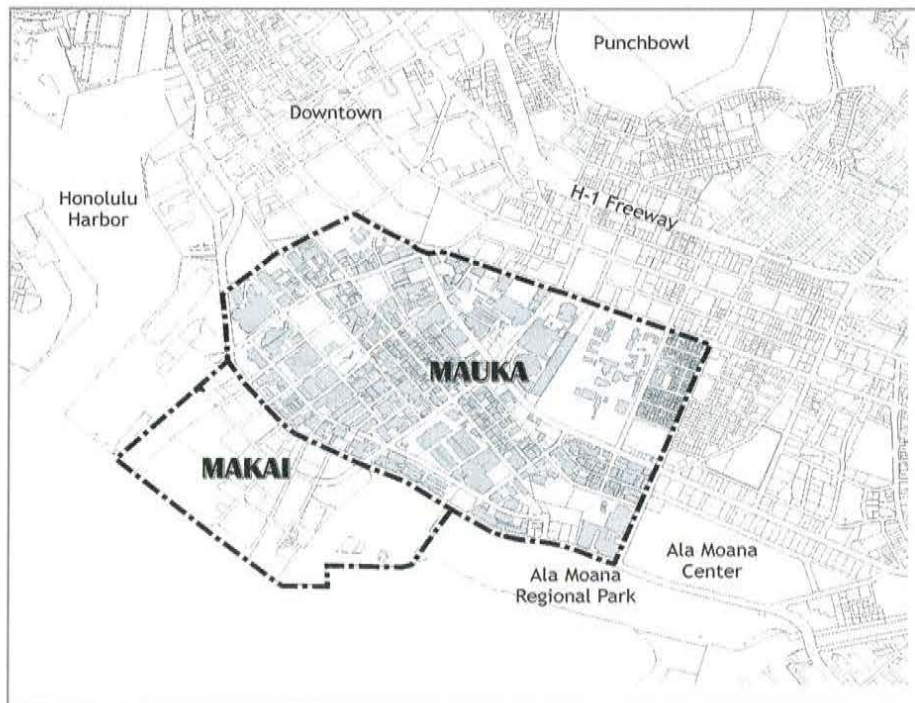 Punchbowl
Downtown
H-1 Freeway
Honolulu
Harbor
MAUKA
MAKAI
Ala Moana
Center
Ala Moana
Regional Park